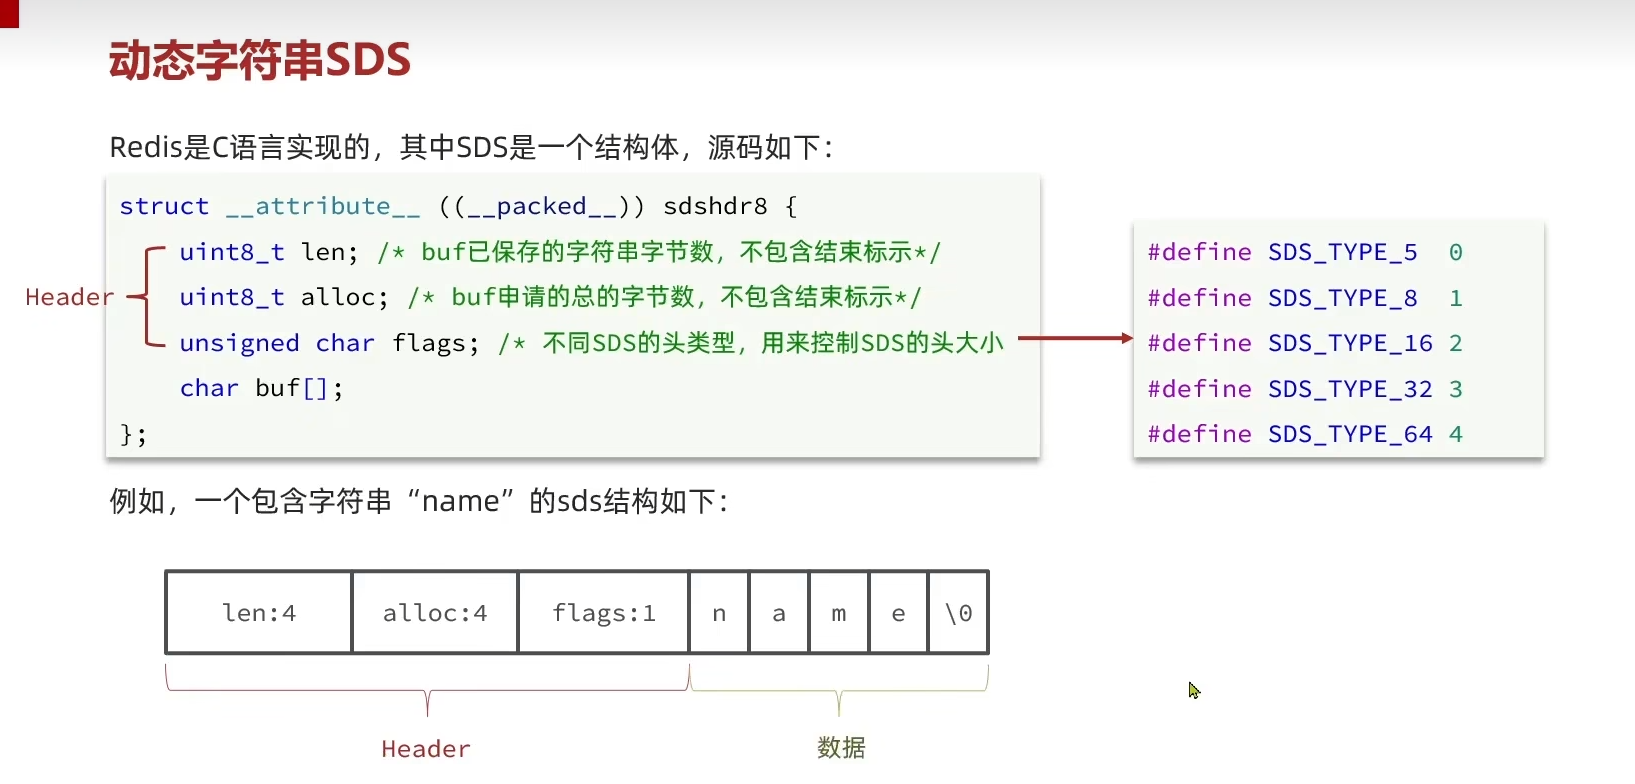 动态字符串SDS
Redis是C语言实现的，其中SDS是一个结构体，源码如下：
struct __attribute__ ((__packed__)) sdshdr8 {
uint8_t len; /* buf已保存的字符串字节数，不包含结束标示*/
uint8_t alloc; /* buf申请的总的字节数，不包含结束标示*/
unsigned char flags; /* 不同SDS的头类型，用来控制SDS的头大小
char buf[];
};
Header
#define SDS_TYPE_5 0
#define SDS_TYPE_8 1
#define SDS_TYPE_16 2
#define SDS_TYPE_32 3
#define SDS_TYPE_64 4
例如，一个包含字符串“name”的sds结构如下：
len:4 alloc:4 flags:1 n a m e \0
Header 数据